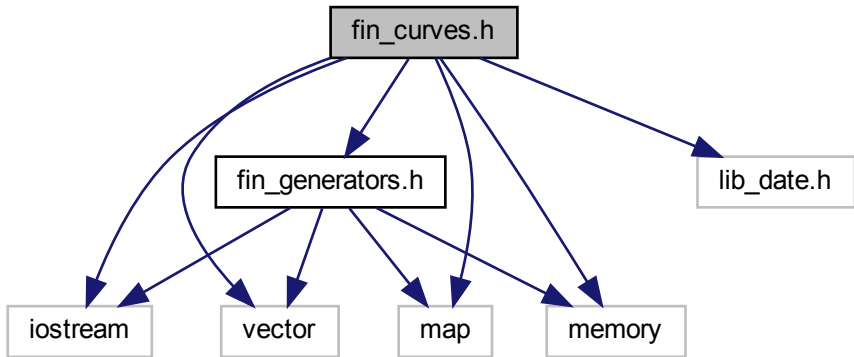 fin_curves.h
fin_generators.h
lib_date.h
iostream
vector
map
memory